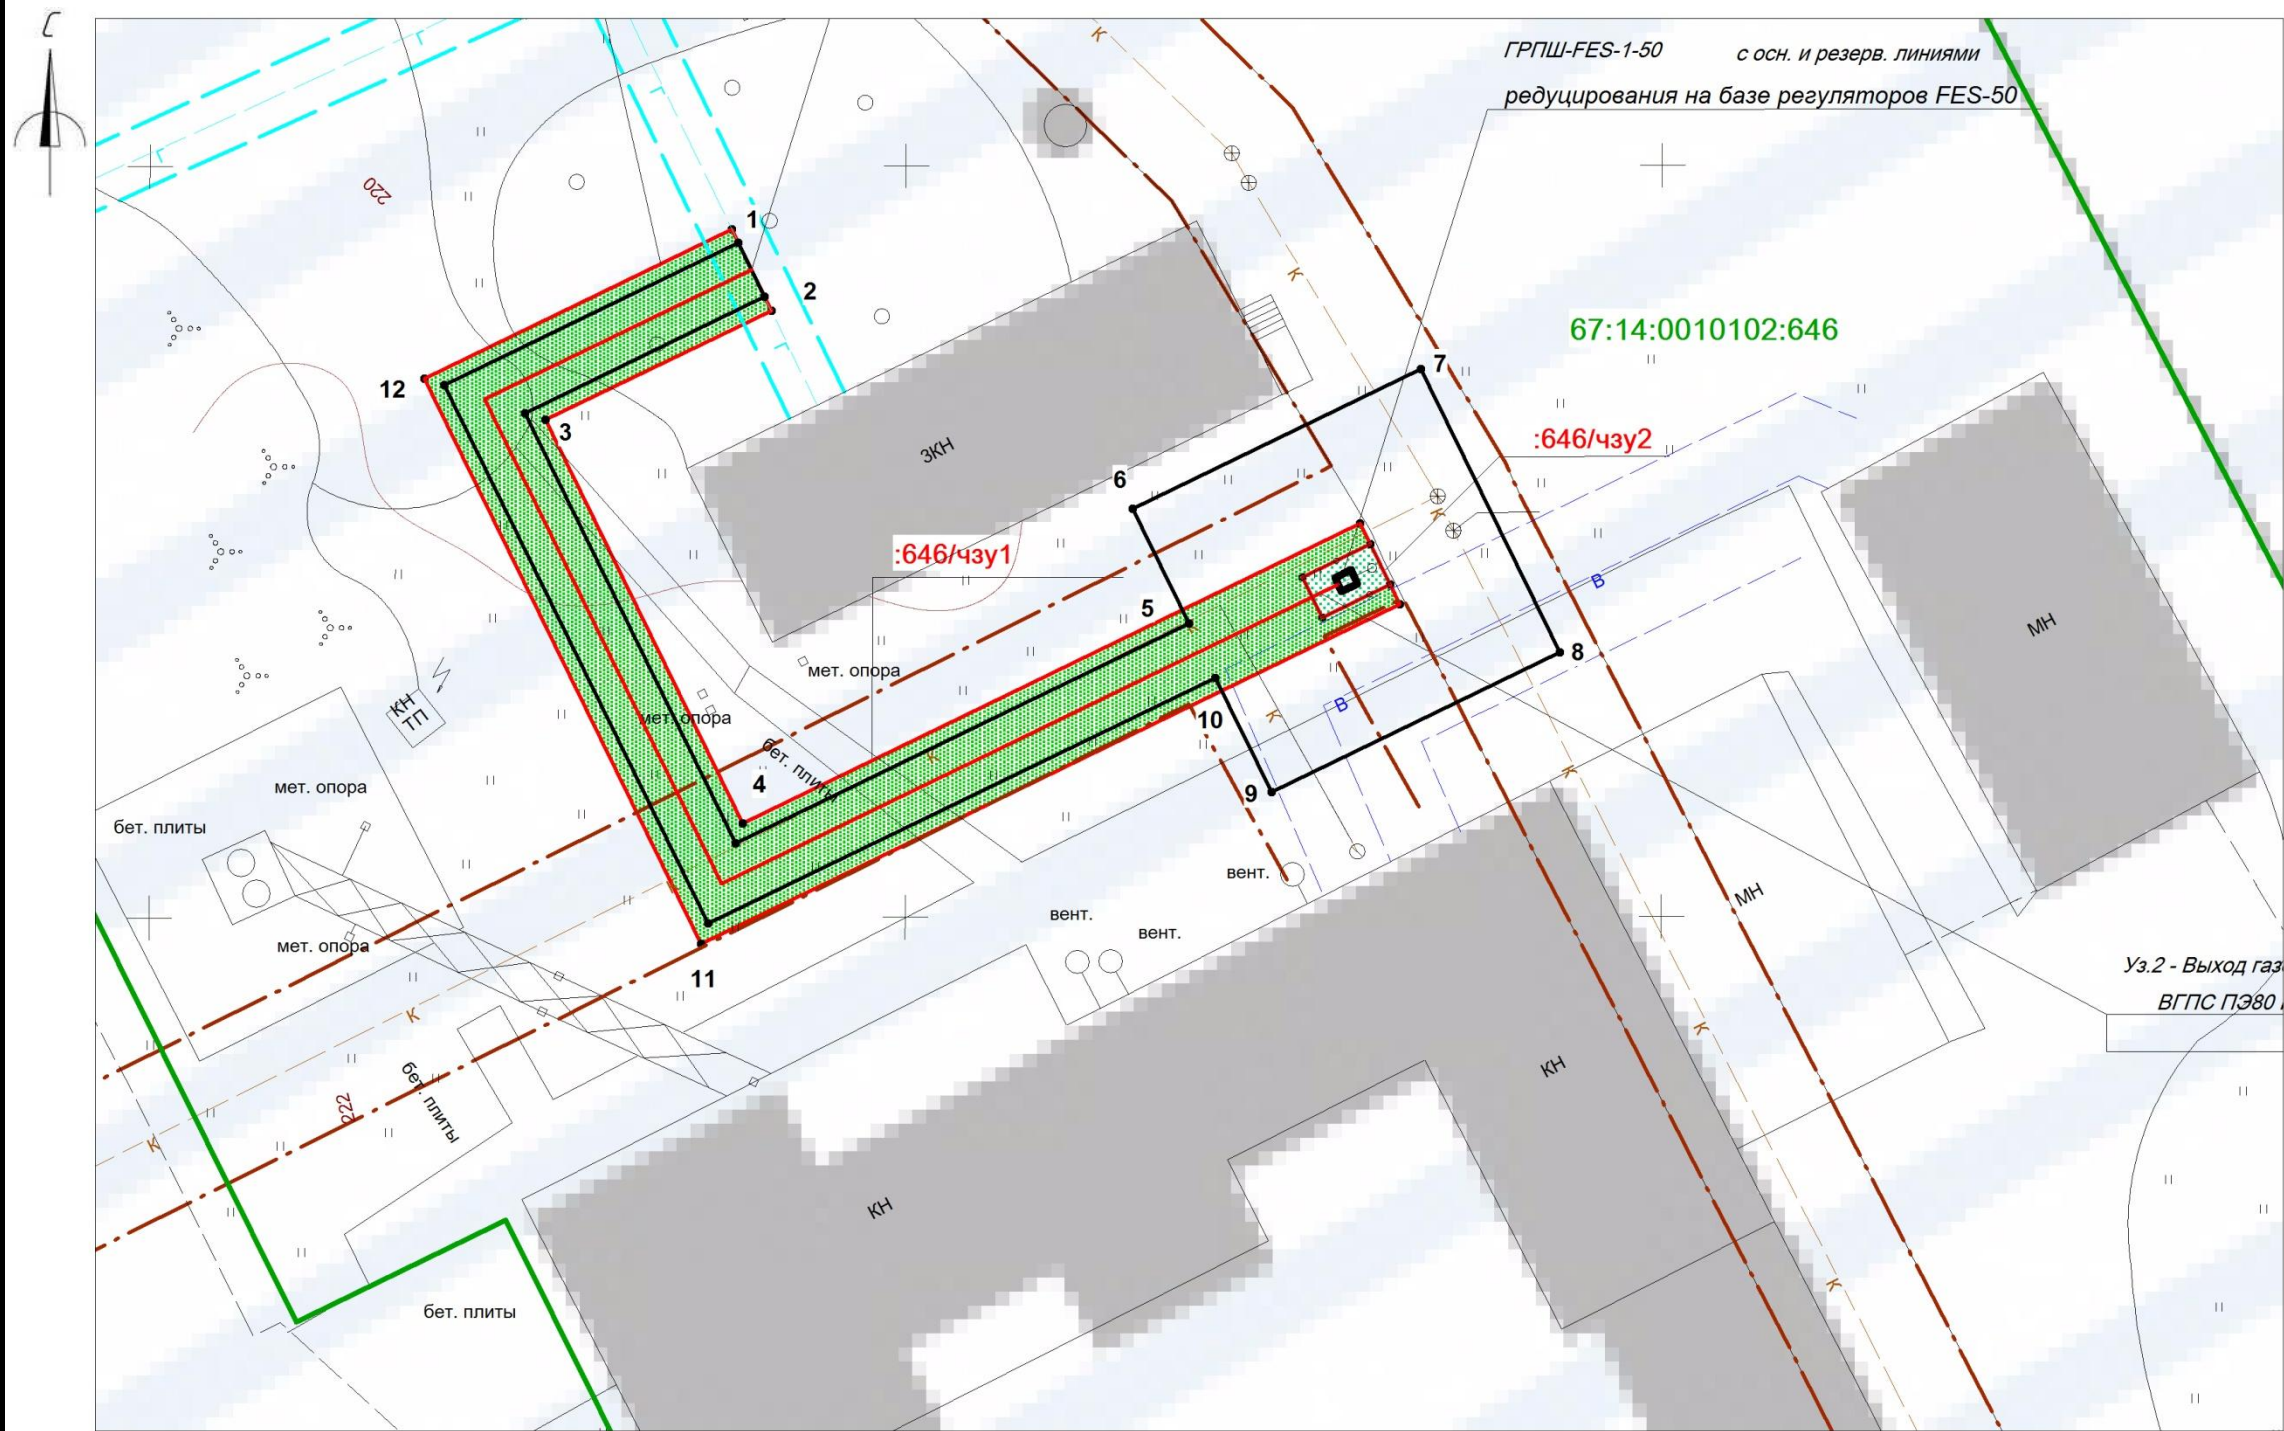 С
ГРПШ-FES-1-50 с осн. и резерв. линиями
редуцирования на базе регуляторов FES-50
220
1
2
67:14:0010102:646
12
3
7
:646/чзу2
ЗКН
6
:646/чзу1
5
В
МН
8
мет. опора
КН
ТП
мет. опора
В
10
К
бет. плиты
4
9
мет. опора
бет. плиты
вент.
МН
вент.
вент.
мет. опора
11
Уз.2 - Выход газ
ВГПС ПЭ80
К
бет. плиты
222
КН
К
КН
К
бет. плиты